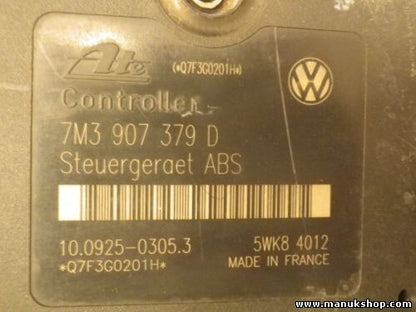 Ate (*Q7F3G0201H*)
Controller
7M3 907 379 D
Steuergeraet ABS
10.0925-0305.3 5WK8 4012
*Q7F3G0201H* MADE IN FRANCE
www.manukshop.com